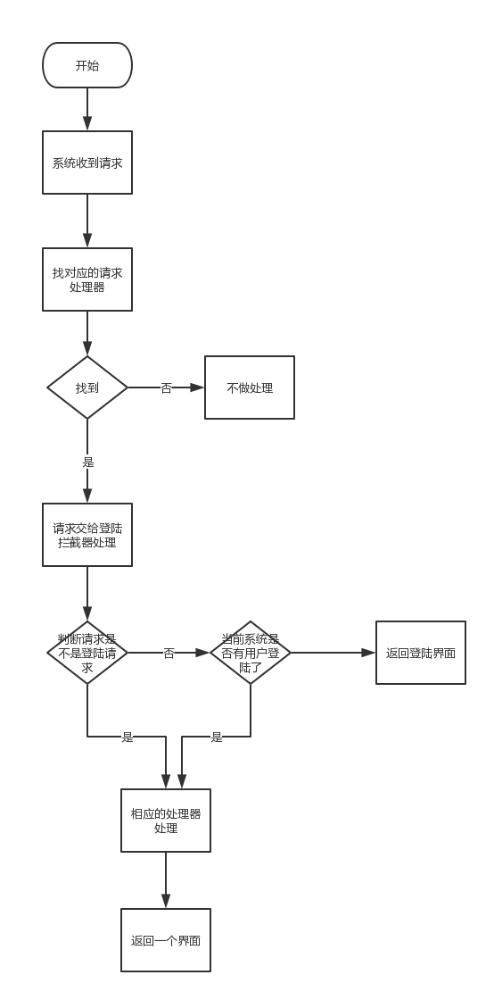 开始
系统收到请求
找对应的请求
处理器
找到
否
不做处理
是
请求交给登陆
拦截器处理
判断请求是
不是登陆请
求
否
当前系统是
否有用户登
陆了
返回登陆界面
是
是
相应的处理器
处理
返回一个界面